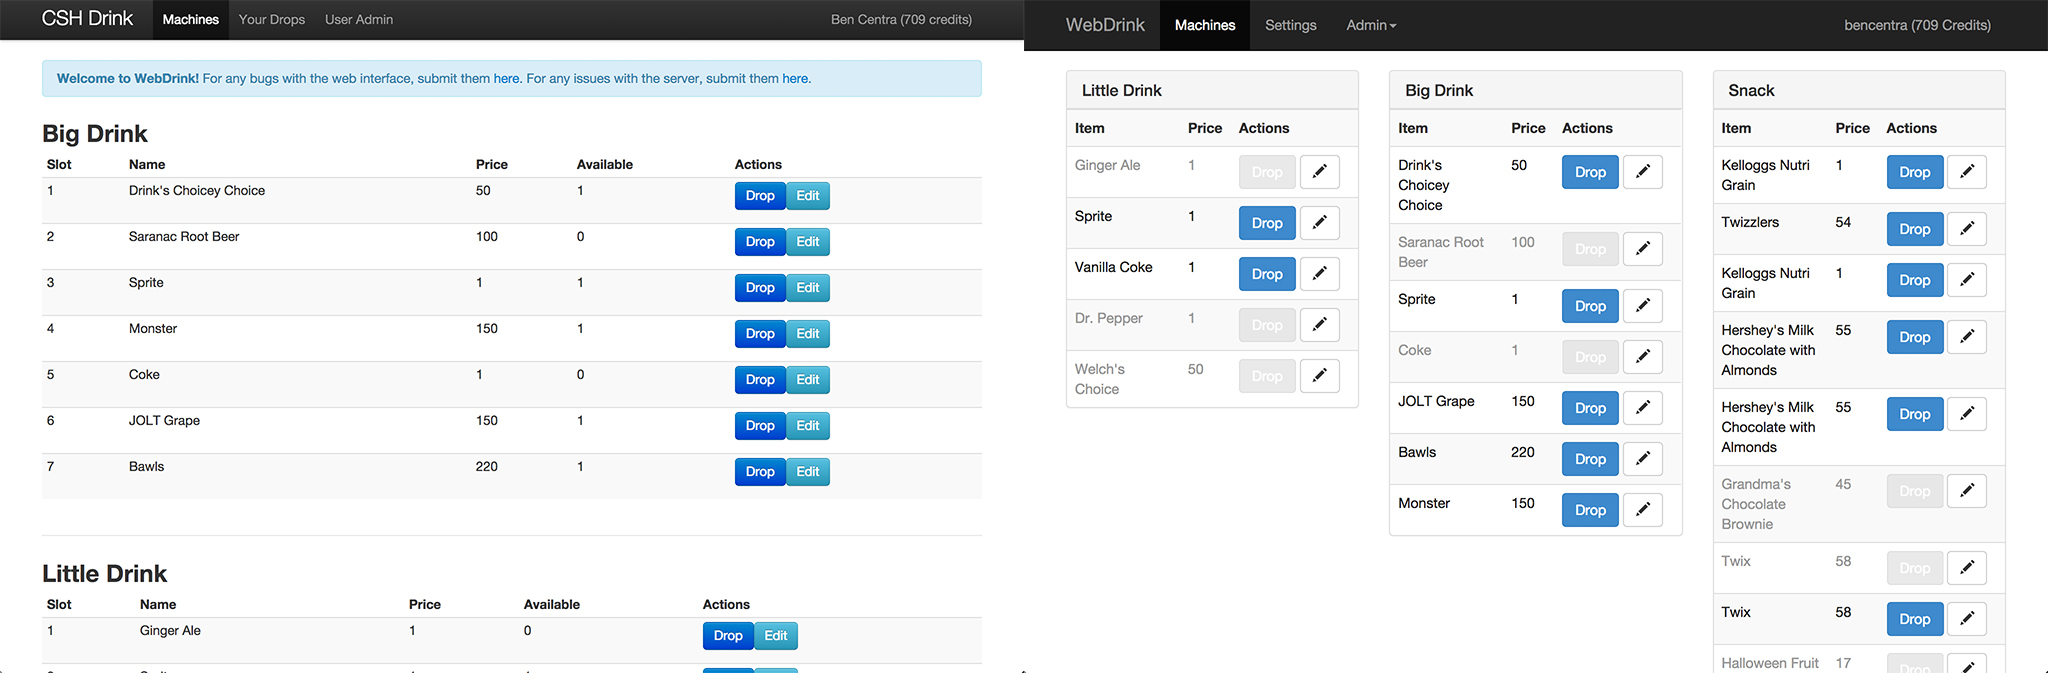 CSH Drink Machines Your Drops User Admin Ben Centra (709 credits)
Welcome to WebDrink! For any bugs with the web interface, submit them here. For any issues with the server, submit them here.
Big Drink
Slot Name Price Available Actions
1 Drink's Choicey Choice 50 1 Drop Edit
2 Saranac Root Beer 100 0 Drop Edit
3 Sprite 1 1 Drop Edit
4 Monster 150 1 Drop Edit
5 Coke 1 0 Drop Edit
6 JOLT Grape 150 1 Drop Edit
7 Bawls 220 1 Drop Edit
Little Drink
Slot Name Price Available Actions
1 Ginger Ale 1 0 Drop Edit
WebDrink Machines Settings Admin bencentra (709 Credits)
Little Drink
Item Price Actions
Ginger Ale 1 Drop
Sprite 1 Drop
Vanilla Coke 1 Drop
Dr. Pepper 1 Drop
Welch's 50 Drop
Choice
Big Drink
Item Price Actions
Drink's 50 Drop
Choicey
Choice
Saranac Root 100 Drop
Beer
Sprite 1 Drop
Coke 1 Drop
JOLT Grape 150 Drop
Bawls 220 Drop
Monster 150 Drop
Snack
Item Price Actions
Kelloggs Nutri 1 Drop
Grain
Twizzlers 54 Drop
Kelloggs Nutri 1 Drop
Grain
Hershey's Milk 55 Drop
Chocolate with
Almonds
Hershey's Milk 55 Drop
Chocolate with
Almonds
Grandma's 45 Drop
Chocolate
Brownie
Twix 58 Drop
Twix 58 Drop
Halloween Fruit 17 Drop